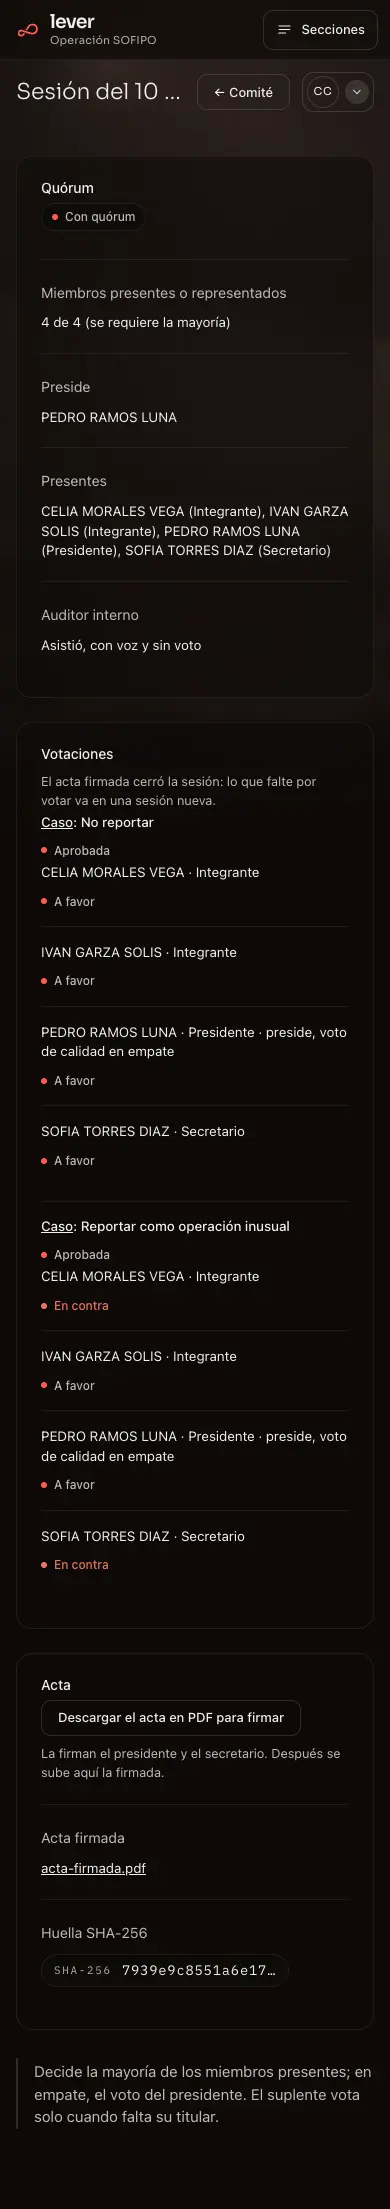 lever
Operación SOFIPO
Secciones
Sesión del 10 ...
← Comité
CC
Quórum
Con quórum
Miembros presentes o representados
4 de 4 (se requiere la mayoría)
Preside
PEDRO RAMOS LUNA
Presentes
CELIA MORALES VEGA (Integrante), IVAN GARZA
SOLIS (Integrante), PEDRO RAMOS LUNA
(Presidente), SOFIA TORRES DIAZ (Secretario)
Auditor interno
Asistió, con voz y sin voto
Votaciones
El acta firmada cerró la sesión: lo que falte por
votar va en una sesión nueva.
Caso: No reportar
Aprobada
CELIA MORALES VEGA · Integrante
A favor
IVAN GARZA SOLIS · Integrante
A favor
PEDRO RAMOS LUNA · Presidente · preside, voto
de calidad en empate
A favor
SOFIA TORRES DIAZ · Secretario
A favor
Caso: Reportar como operación inusual
Aprobada
CELIA MORALES VEGA · Integrante
En contra
IVAN GARZA SOLIS · Integrante
A favor
PEDRO RAMOS LUNA · Presidente · preside, voto
de calidad en empate
A favor
SOFIA TORRES DIAZ · Secretario
En contra
Acta
Descargar el acta en PDF para firmar
La firman el presidente y el secretario. Después se
sube aquí la firmada.
Acta firmada
acta-firmada.pdf
Huella SHA-256
SHA-256 7939e9c8551a6e17…
Decide la mayoría de los miembros presentes; en
empate, el voto del presidente. El suplente vota
solo cuando falta su titular.